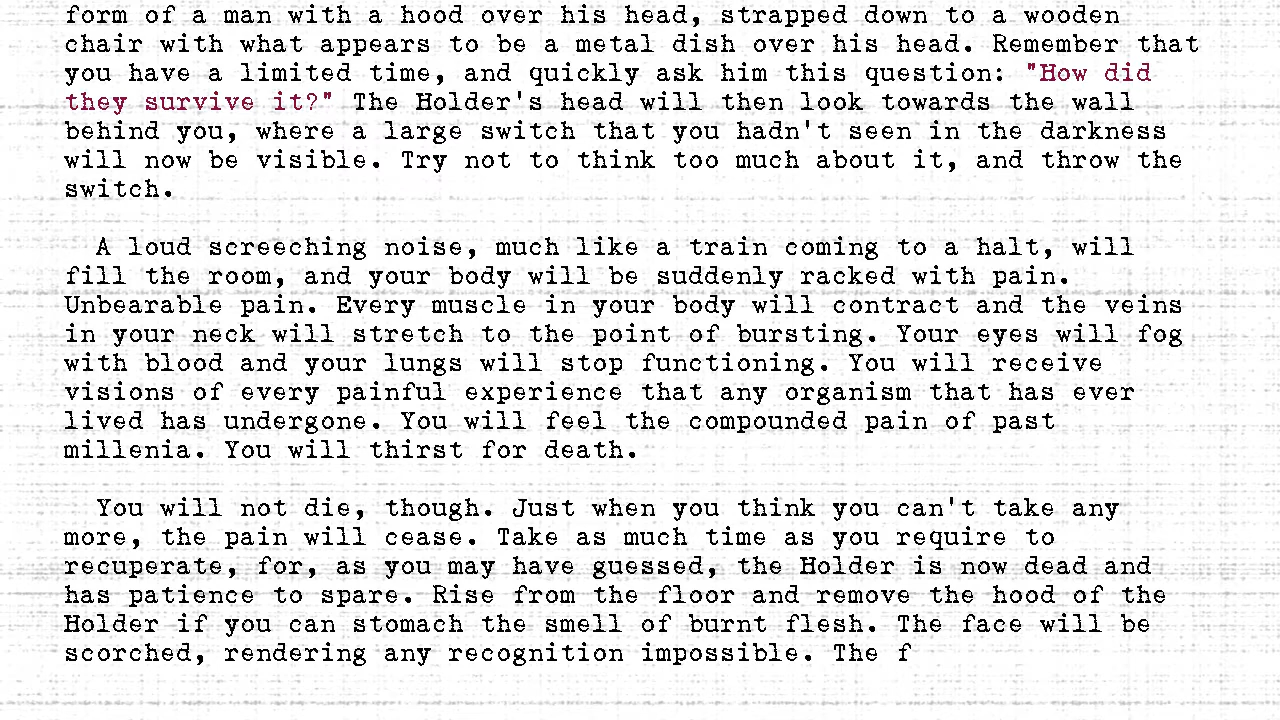 form of a man with a hood over his head, strapped down to a wooden
chair with what appears to be a metal dish over his head. Remember that
you have a limited time, and quickly ask him this question: "How did
they survive it?" The Holder's head will then look towards the wall
behind you, where a large switch that you hadn't seen in the darkness
will now be visible. Try not to think too much about it, and throw the
switch.
A loud screeching noise, much like a train coming to a halt, will
fill the room, and your body will be suddenly racked with pain.
Unbearable pain. Every muscle in your body will contract and the veins
in your neck will stretch to the point of bursting. Your eyes will fog
with blood and your lungs will stop functioning. You will receive
visions of every painful experience that any organism that has ever
lived has undergone. You will feel the compounded pain of past
millenia. You will thirst for death.
You will not die, though. Just when you think you can't take any
more, the pain will cease. Take as much time as you require to
recuperate, for, as you may have guessed, the Holder is now dead and
has patience to spare. Rise from the floor and remove the hood of the
Holder if you can stomach the smell of burnt flesh. The face will be
scorched, rendering any recognition impossible. The f